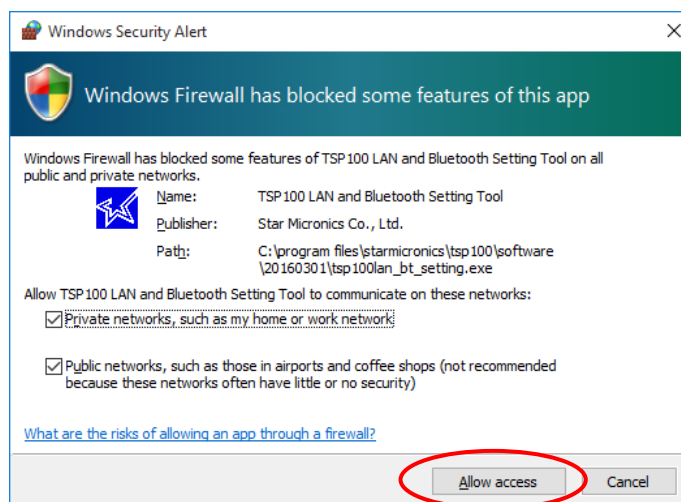 Windows Security Alert
Windows Firewall has blocked some features of this app
Windows Firewall has blocked some features of TSP100 LAN and Bluetooth Setting Tool on all
public and private networks.
Name: TSP100 LAN and Bluetooth Setting Tool
Publisher: Star Micronics Co., Ltd.
Path: C:\program files\starmicronics\tsp100\software
\20160301\tsp100lan_bt_setting.exe
Allow TSP100 LAN and Bluetooth Setting Tool to communicate on these networks:
Private networks, such as my home or work network
Public networks, such as those in airports and coffee shops (not recommended
because these networks often have little or no security)
What are the risks of allowing an app through a firewall?
Allow access Cancel